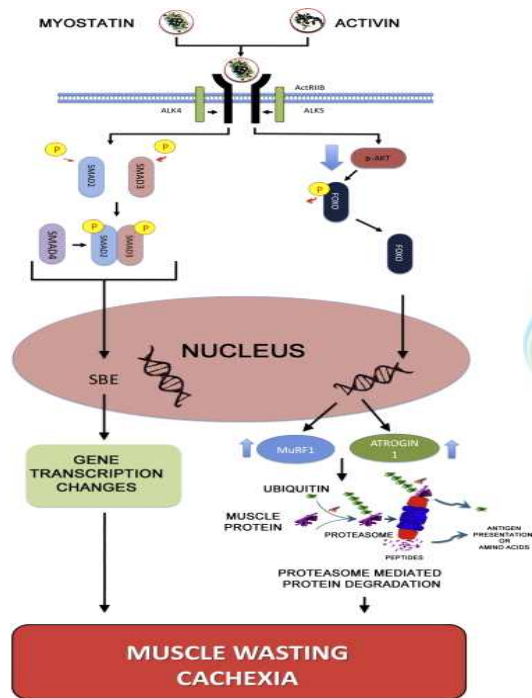 MYOSTATIN
ACTIVIN
ActRIIB
ALK4
ALK5
P
P
SMAD2
SMAD3
p-AKT
P
FOXO
SMAD4
P
P
SMAD2
SMAD3
FOXO
NUCLEUS
SBE
GENE
TRANSCRIPTION
CHANGES
MuRF1
ATROGIN
1
UBIQUITIN
MUSCLE
PROTEIN
PROTEASOME
PEPTIDES
ANTIGEN
PRESENTATION
OR
AMINO ACIDS
PROTEASOME MEDIATED
PROTEIN DEGRADATION
MUSCLE WASTING
CACHEXIA